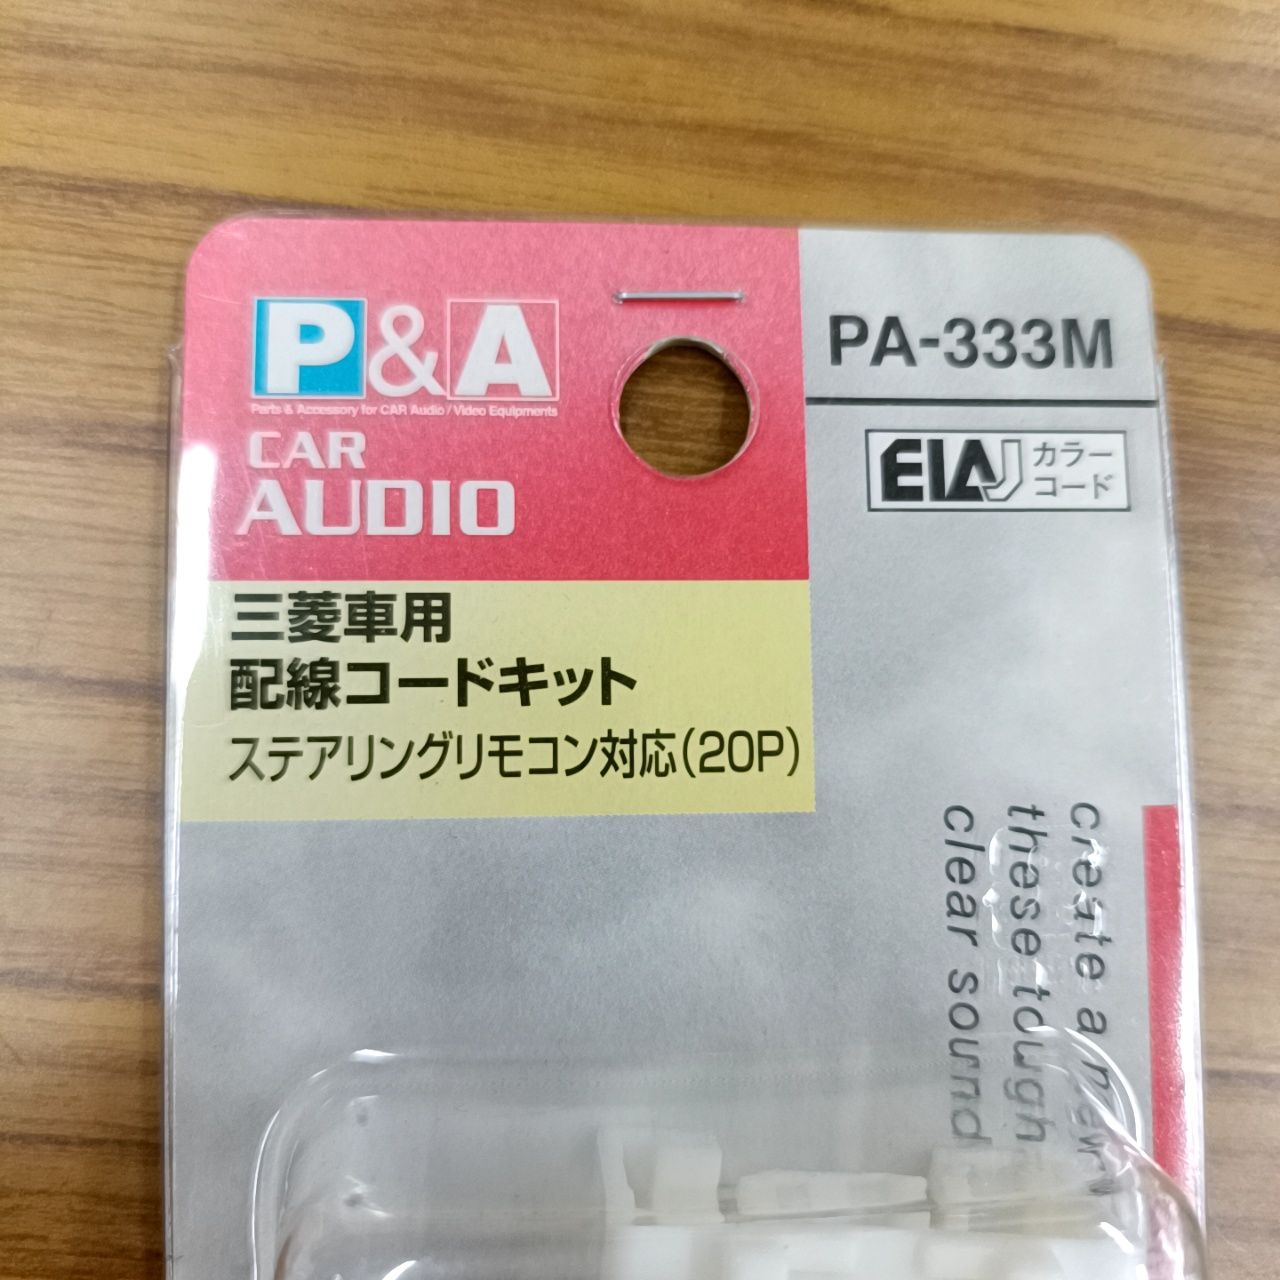 P&A
Parts & Accessory for CAR Audio / Video Equipments
CAR
AUDIO
PA-333M
EIAJ カラー
コード
三菱車用
配線コードキット
ステアリングリモコン対応(20P)
create a new
these tough
clear sound